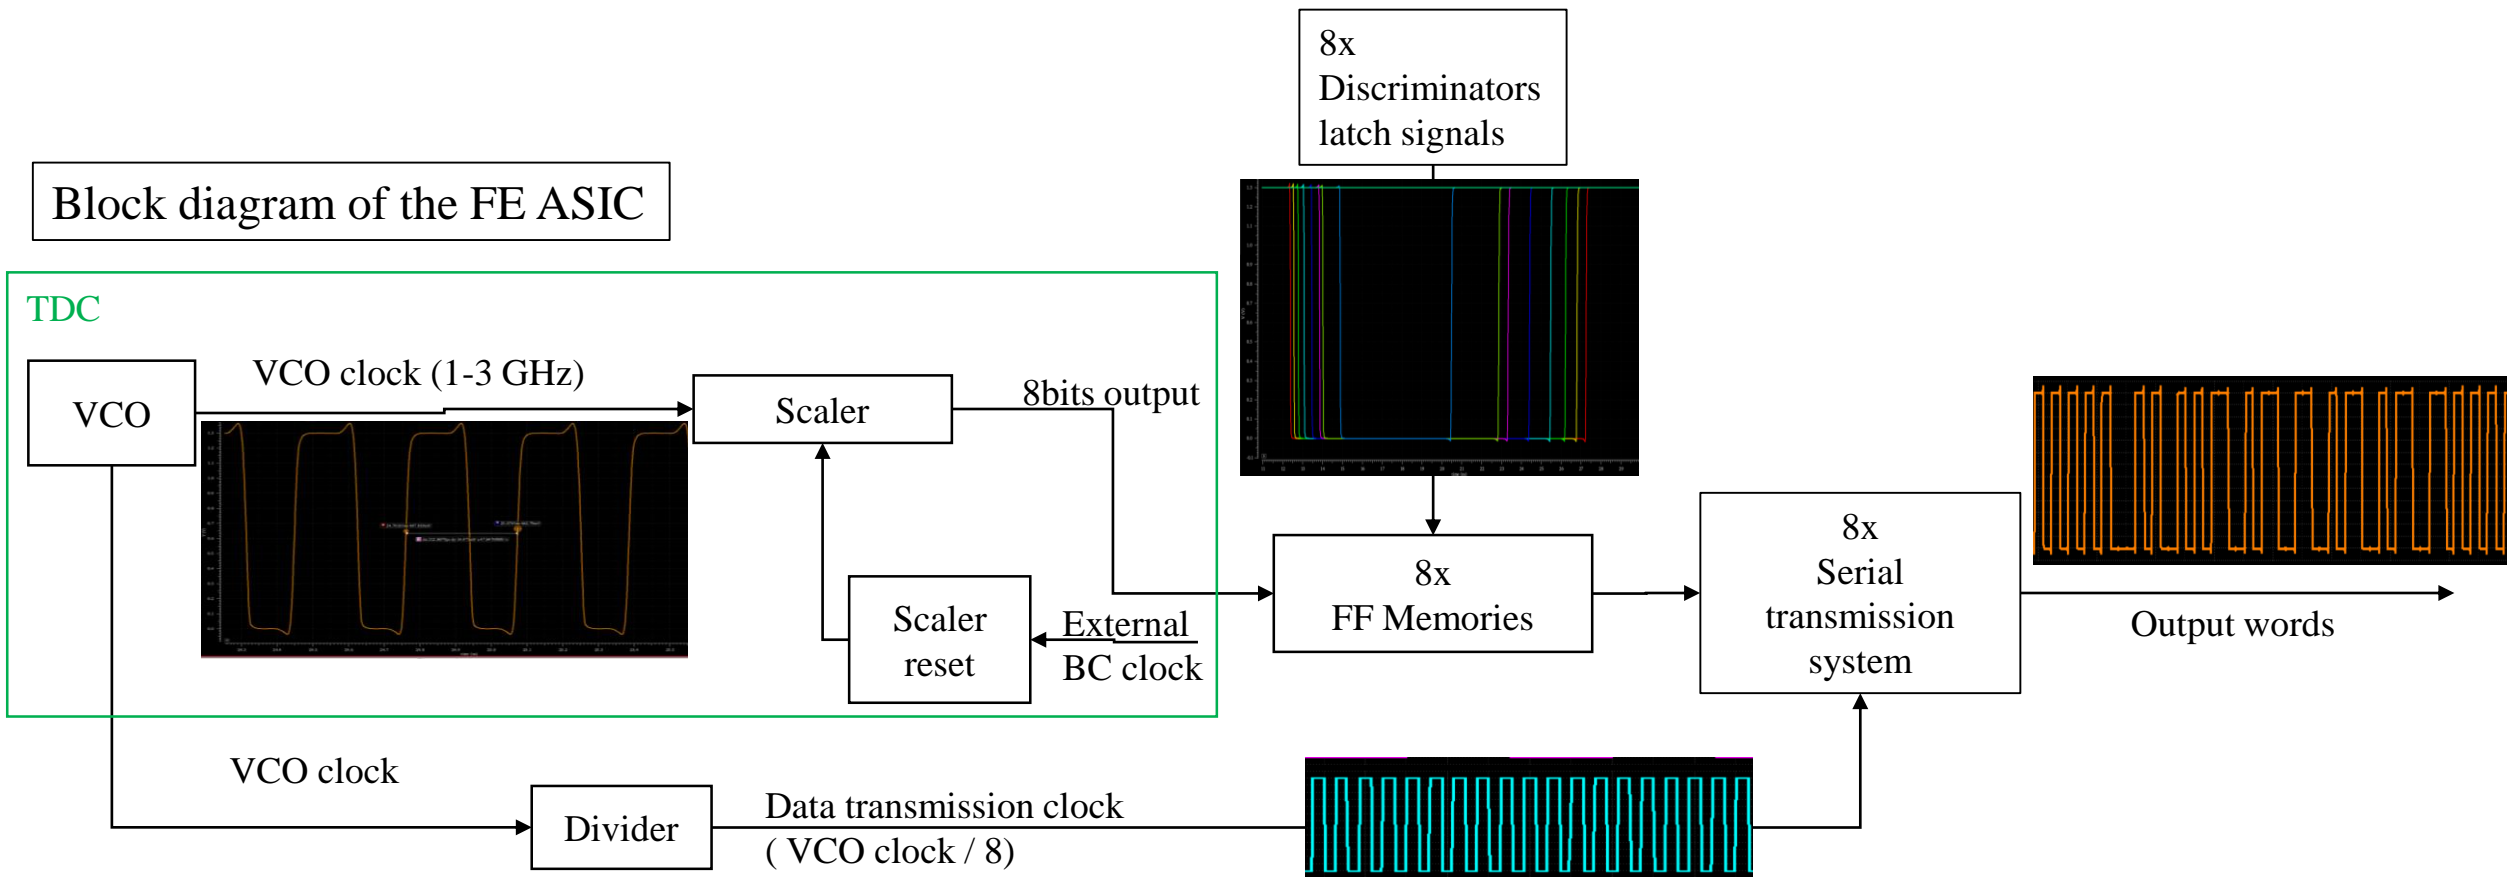 8x
Discriminators
latch signals
Block diagram of the FE ASIC
TDC
VCO clock (1-3 GHz)
8bits output
VCO
Scaler
8x
Serial
transmission
system
8x
FF Memories
Scaler
reset
External
BC clock
Output words
VCO clock
Divider
Data transmission clock
( VCO clock / 8)